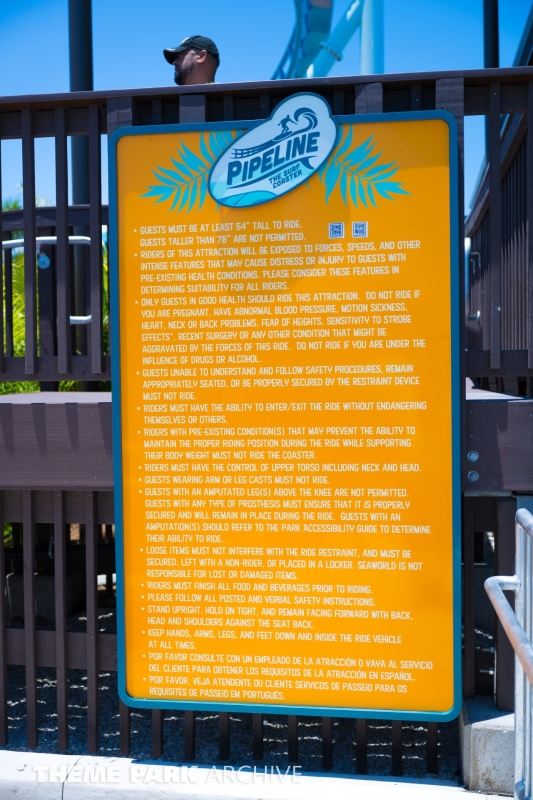 PIPELINE
THE SURF
COASTER
• GUESTS MUST BE AT LEAST 54" TALL TO RIDE.
GUESTS TALLER THAN 78" ARE NOT PERMITTED.
• RIDERS OF THIS ATTRACTION WILL BE EXPOSED TO FORCES, SPEEDS, AND OTHER
INTENSE FEATURES THAT MAY CAUSE DISTRESS OR INJURY TO GUESTS WITH
PRE-EXISTING HEALTH CONDITIONS. PLEASE CONSIDER THESE FEATURES IN
DETERMINING SUITABILITY FOR ALL RIDERS.
• ONLY GUESTS IN GOOD HEALTH SHOULD RIDE THIS ATTRACTION. DO NOT RIDE IF
YOU ARE PREGNANT, HAVE ABNORMAL BLOOD PRESSURE, MOTION SICKNESS,
HEART, NECK OR BACK PROBLEMS, FEAR OF HEIGHTS, SENSITIVITY TO STROBE
EFFECTS*, RECENT SURGERY OR ANY OTHER CONDITION THAT MIGHT BE
AGGRAVATED BY THE FORCES OF THIS RIDE. DO NOT RIDE IF YOU ARE UNDER THE
INFLUENCE OF DRUGS OR ALCOHOL.
• GUESTS UNABLE TO UNDERSTAND AND FOLLOW SAFETY PROCEDURES, REMAIN
APPROPRIATELY SEATED, OR BE PROPERLY SECURED BY THE RESTRAINT DEVICE
MUST NOT RIDE.
• RIDERS MUST HAVE THE ABILITY TO ENTER/EXIT THE RIDE WITHOUT ENDANGERING
THEMSELVES OR OTHERS.
• RIDERS WITH PRE-EXISTING CONDITION(S) THAT MAY PREVENT THE ABILITY TO
MAINTAIN THE PROPER RIDING POSITION DURING THE RIDE WHILE SUPPORTING
THEIR BODY WEIGHT MUST NOT RIDE THE COASTER.
• RIDERS MUST HAVE THE CONTROL OF UPPER TORSO INCLUDING NECK AND HEAD.
• GUESTS WEARING ARM OR LEG CASTS MUST NOT RIDE.
• GUESTS WITH AN AMPUTATED LEG(S) ABOVE THE KNEE ARE NOT PERMITTED.
GUESTS WITH ANY TYPE OF PROSTHESIS MUST ENSURE THAT IT IS PROPERLY
SECURED AND WILL REMAIN IN PLACE DURING THE RIDE. GUESTS WITH AN
AMPUTATION(S) SHOULD REFER TO THE PARK ACCESSIBILITY GUIDE TO DETERMINE
THEIR ABILITY TO RIDE.
• LOOSE ITEMS MUST NOT INTERFERE WITH THE RIDE RESTRAINT, AND MUST BE
SECURED, LEFT WITH A NON-RIDER, OR PLACED IN A LOCKER. SEAWORLD IS NOT
RESPONSIBLE FOR LOST OR DAMAGED ITEMS.
• RIDERS MUST FINISH ALL FOOD AND BEVERAGES PRIOR TO RIDING.
• PLEASE FOLLOW ALL POSTED AND VERBAL SAFETY INSTRUCTIONS.
• STAND UPRIGHT, HOLD ON TIGHT, AND REMAIN FACING FORWARD WITH BACK,
HEAD AND SHOULDERS AGAINST THE SEAT BACK.
• KEEP HANDS, ARMS, LEGS, AND FEET DOWN AND INSIDE THE RIDE VEHICLE
AT ALL TIMES.
• POR FAVOR CONSULTE CON UN EMPLEADO DE LA ATRACCIÓN O VAYA AL SERVICIO
DEL CLIENTE PARA OBTENER LOS REQUISITOS DE LA ATRACCIÓN EN ESPAÑOL.
• POR FAVOR, VEJA ATENDENTE OU CLIENTE SERVICOS DE PASSEIO PARA OS
REQUISITES DE PASSEIO EM PORTUGUÊS.
THEME PARK ARCHIVE